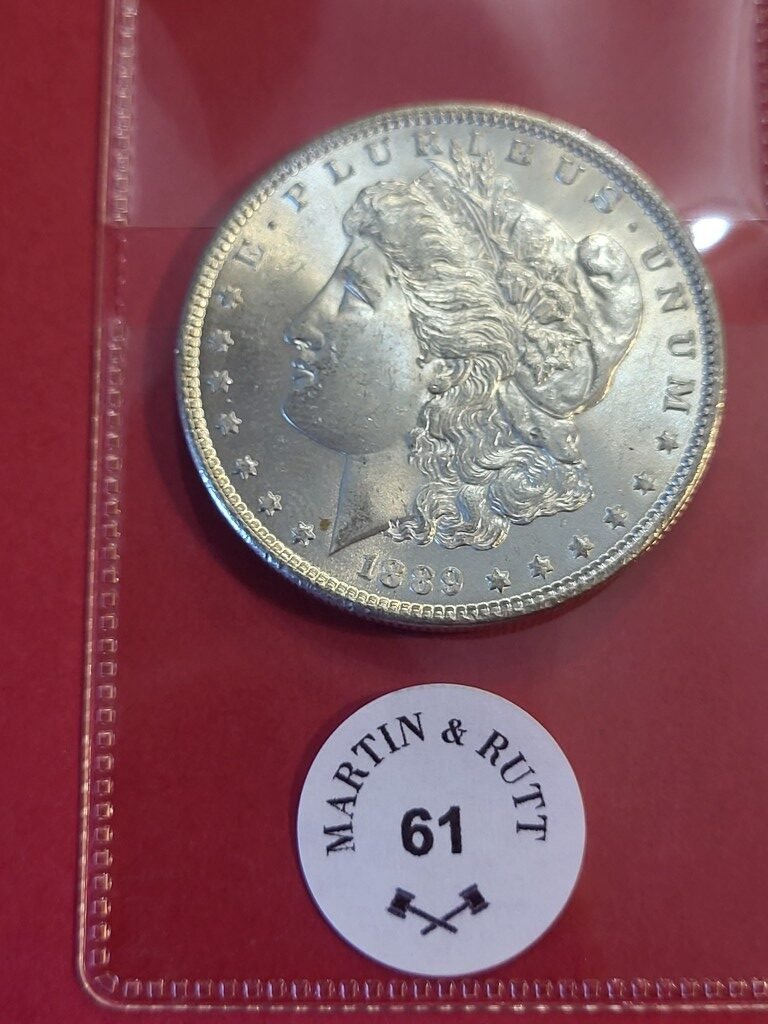 E · PLURIBUS · UNUM
1889
MARTIN & RUTT
61